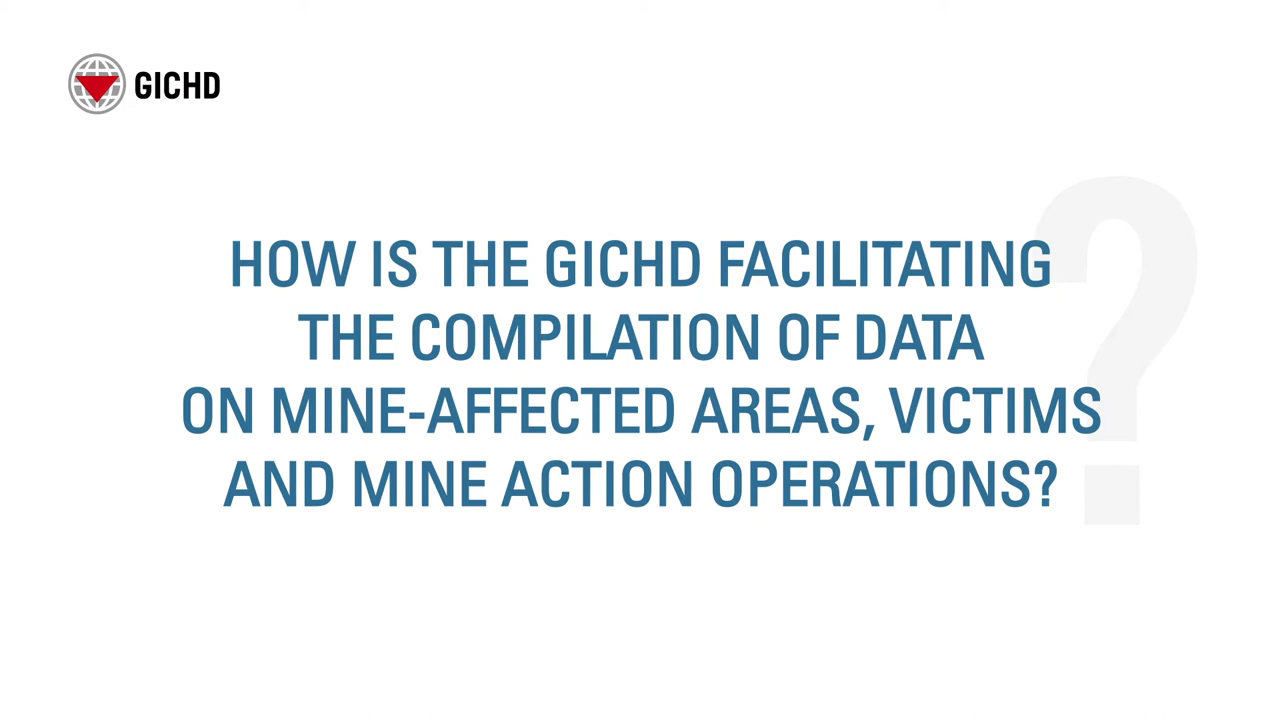 GICHD
HOW IS THE GICHD FACILITATING
THE COMPILATION OF DATA
ON MINE-AFFECTED AREAS, VICTIMS
AND MINE ACTION OPERATIONS?
?